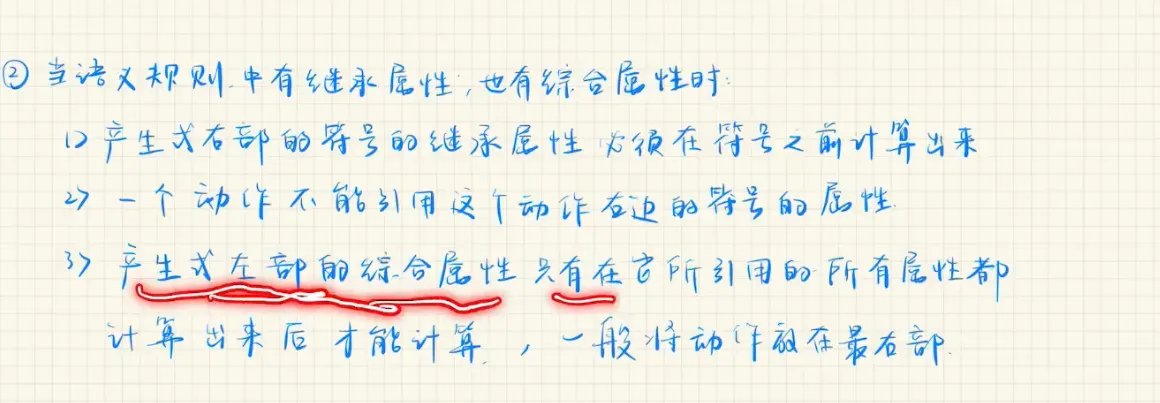 ② 当语义规则中有继承属性,也有综合属性时:
1) 产生式右部的符号的继承属性必须在符号之前计算出来
2) 一个动作不能引用这个动作右边的符号的属性.
3) 产生式左部的综合属性只有在它所引用的所有属性都
计算出来后才能计算,一般将动作放在最右部.